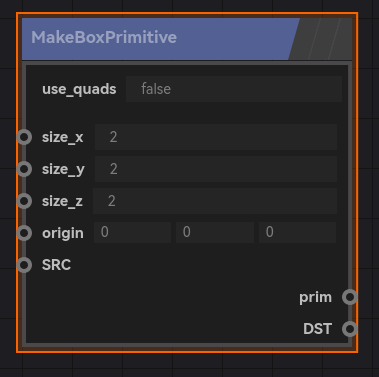 MakeBoxPrimitive
use_quads false
size_x 2
size_y 2
size_z 2
origin 0 0 0
SRC
prim
DST